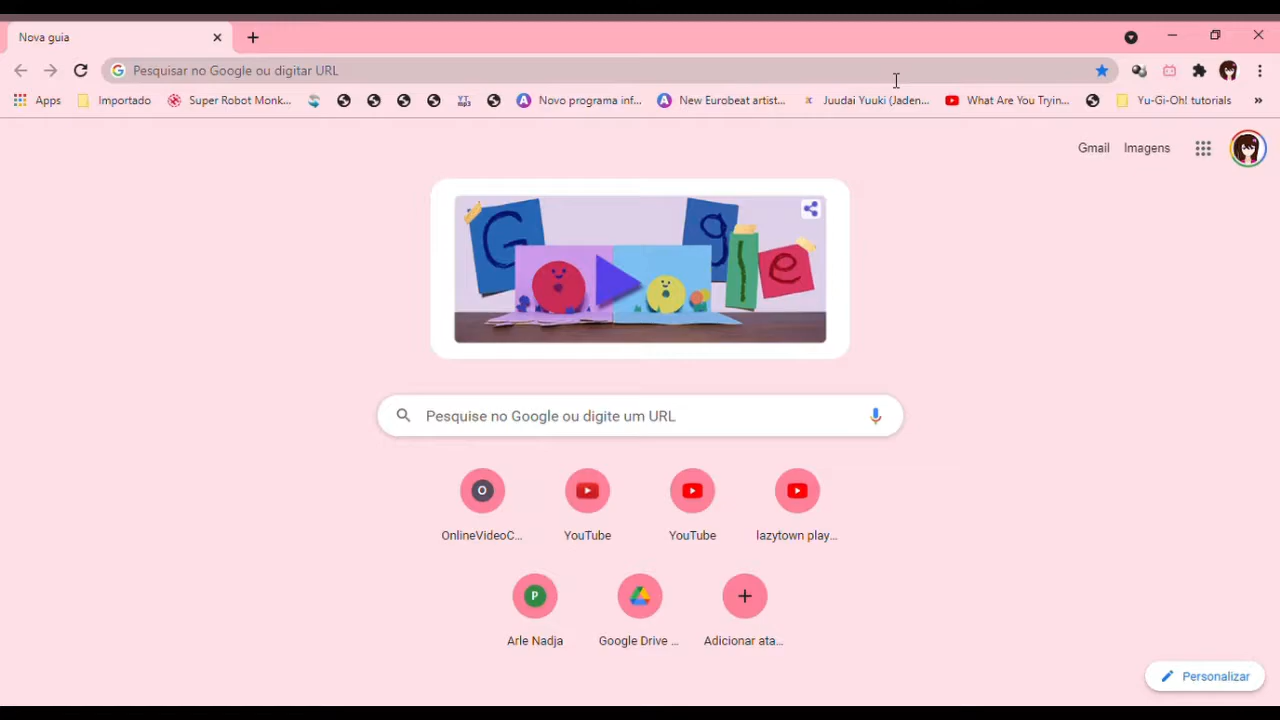 Nova guia
Pesquisar no Google ou digitar URL
Apps Importado Super Robot Monk... Novo programa inf... New Eurobeat artist... Juudai Yuuki (Jaden... What Are You Tryin... Yu-Gi-Oh! tutorials »
Gmail Imagens
G g l e
Pesquise no Google ou digite um URL
O
OnlineVideoC... YouTube YouTube lazytown play...
P
Arle Nadja Google Drive ... Adicionar ata...
Personalizar